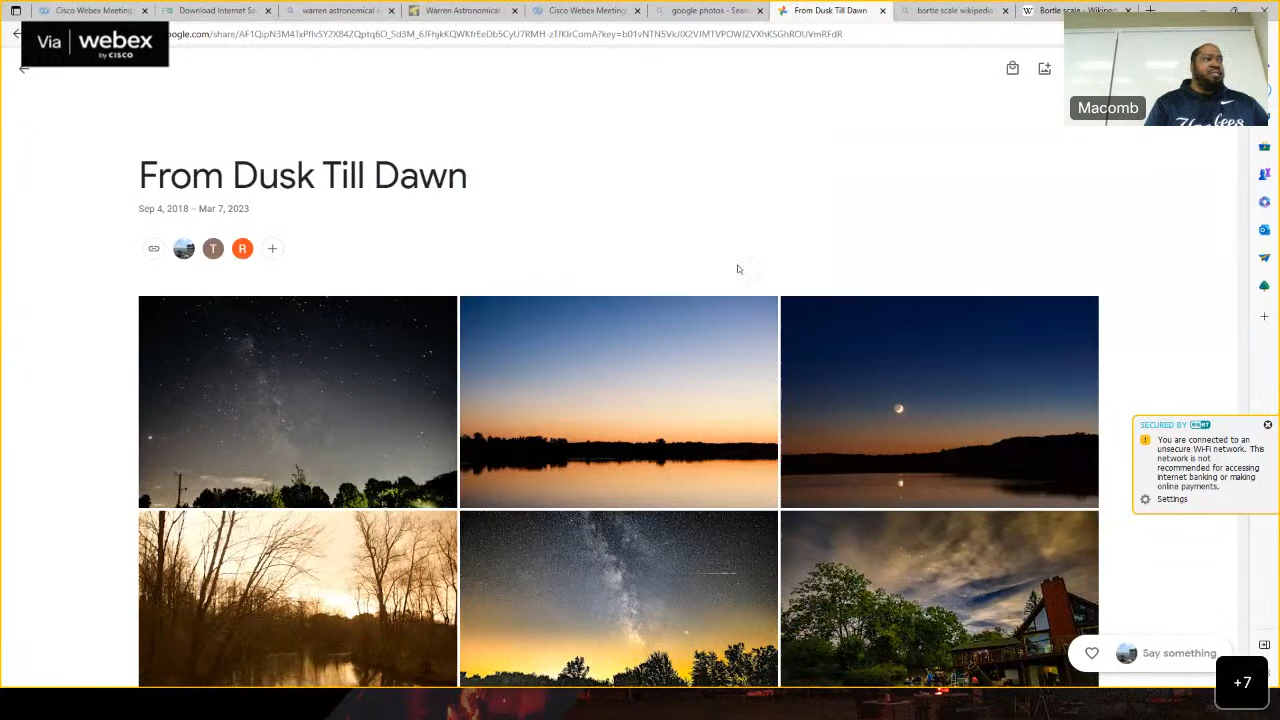 Cisco Webex Meeting
Download Internet Se
warren astronomical s
Warren Astronomical
Cisco Webex Meeting
google photos - Sear
From Dusk Till Dawn
bortle scale wikipedia
Bortle scale - Wikiped
Via webex
by CISCO
Macomb
From Dusk Till Dawn
Sep 4, 2018 – Mar 7, 2023
T
R
SECURED BY eset
You are connected to an
unsecure Wi-Fi network. This
network is not
recommended for accessing
internet banking or making
online payments.
Settings
Say something
+7